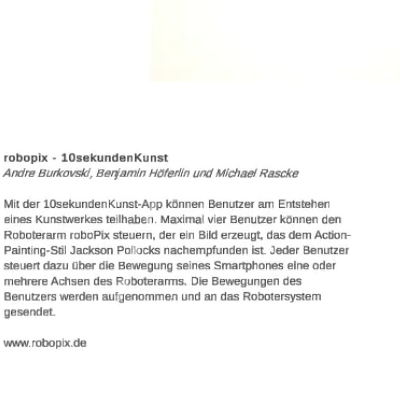 robopix - 10sekundenKunst
Andre Burkovski, Benjamin Höferlin und Michael Rascke
Mit der 10sekundenKunst-App können Benutzer am Entstehen
eines Kunstwerkes teilhaben. Maximal vier Benutzer können den
Roboterarm roboPix steuern, der ein Bild erzeugt, das dem Action-
Painting-Stil Jackson Pollocks nachempfunden ist. Jeder Benutzer
steuert dazu über die Bewegung seines Smartphones eine oder
mehrere Achsen des Roboterarms. Die Bewegungen des
Benutzers werden aufgenommen und an das Robotersystem
gesendet.
www.robopix.de